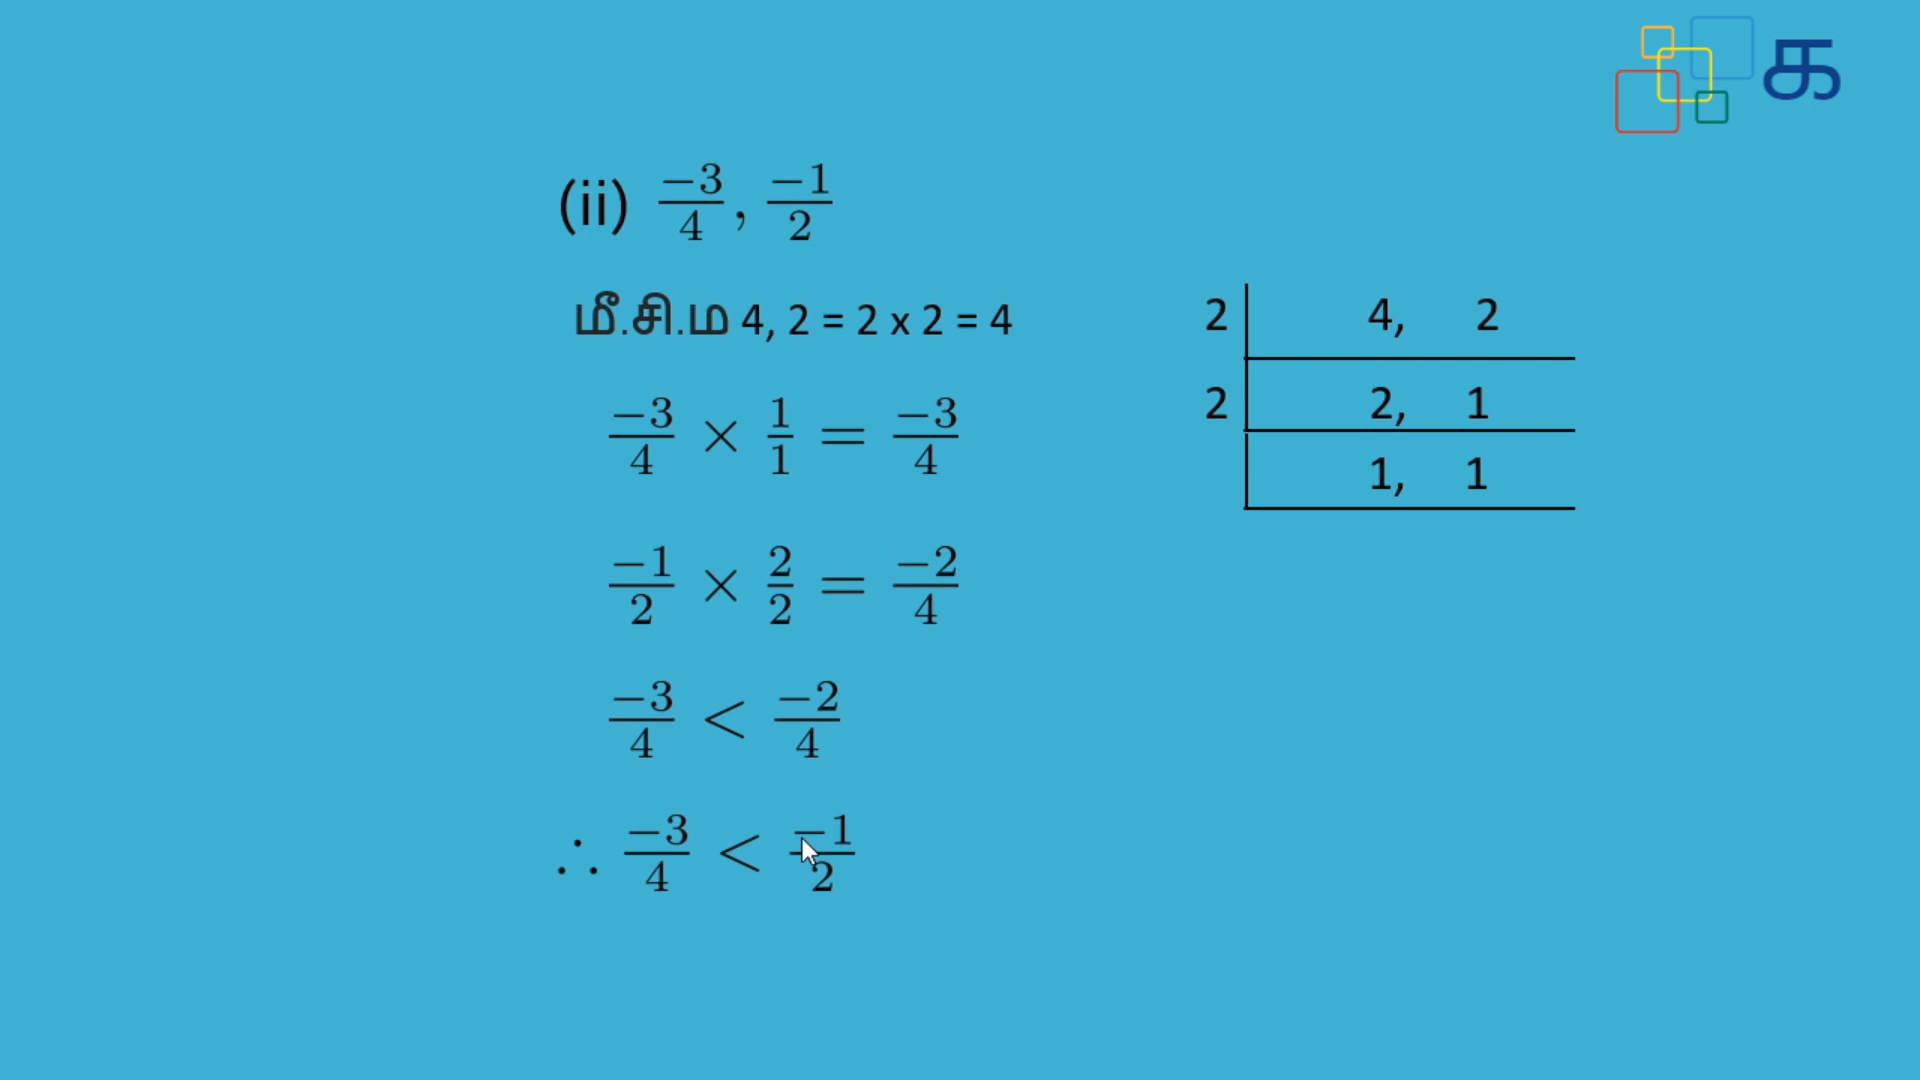 க
(ii) −3/4, −1/2
மீ.சி.ம 4, 2 = 2 x 2 = 4
−3/4 × 1/1 = −3/4
−1/2 × 2/2 = −2/4
−3/4 < −2/4
∴ −3/4 < −1/2
2 | 4, 2
2 | 2, 1
| 1, 1